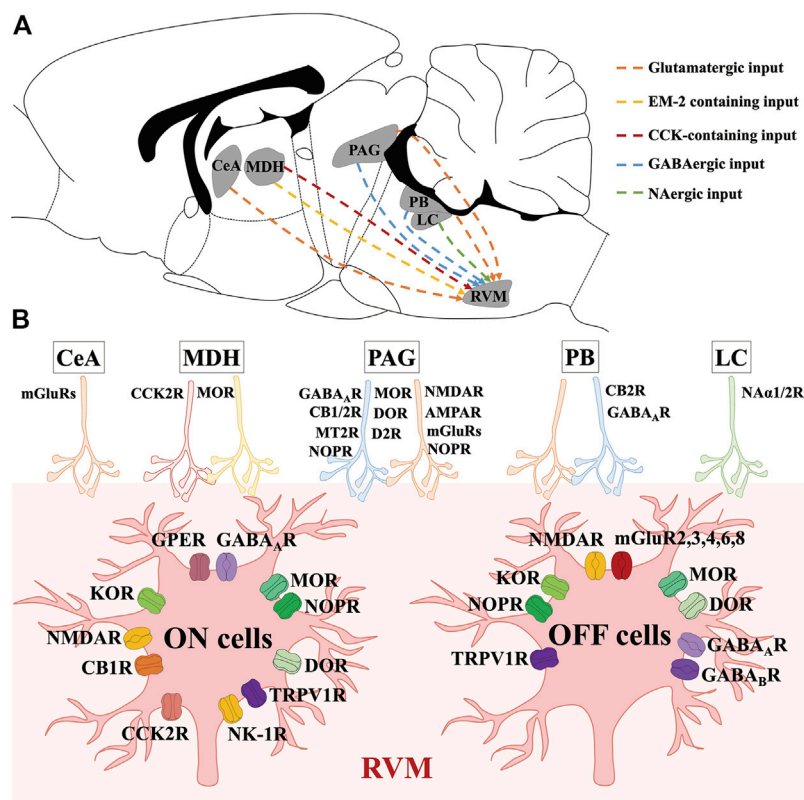 A
Glutamatergic input
EM-2 containing input
CCK-containing input
GABAergic input
NAergic input
CeA
MDH
PAG
PB
LC
RVM
B
CeA
MDH
PAG
PB
LC
mGluRs
CCK2R
MOR
GABAAR
CB1/2R
MT2R
NOPR
MOR
DOR
D2R
NMDAR
AMPAR
mGluRs
NOPR
CB2R
GABAAR
NAα1/2R
GPER
GABAAR
KOR
MOR
NOPR
NMDAR
ON cells
CB1R
DOR
TRPV1R
CCK2R
NK-1R
NMDAR
mGluR2,3,4,6,8
KOR
MOR
NOPR
DOR
OFF cells
TRPV1R
GABAAR
GABABR
RVM